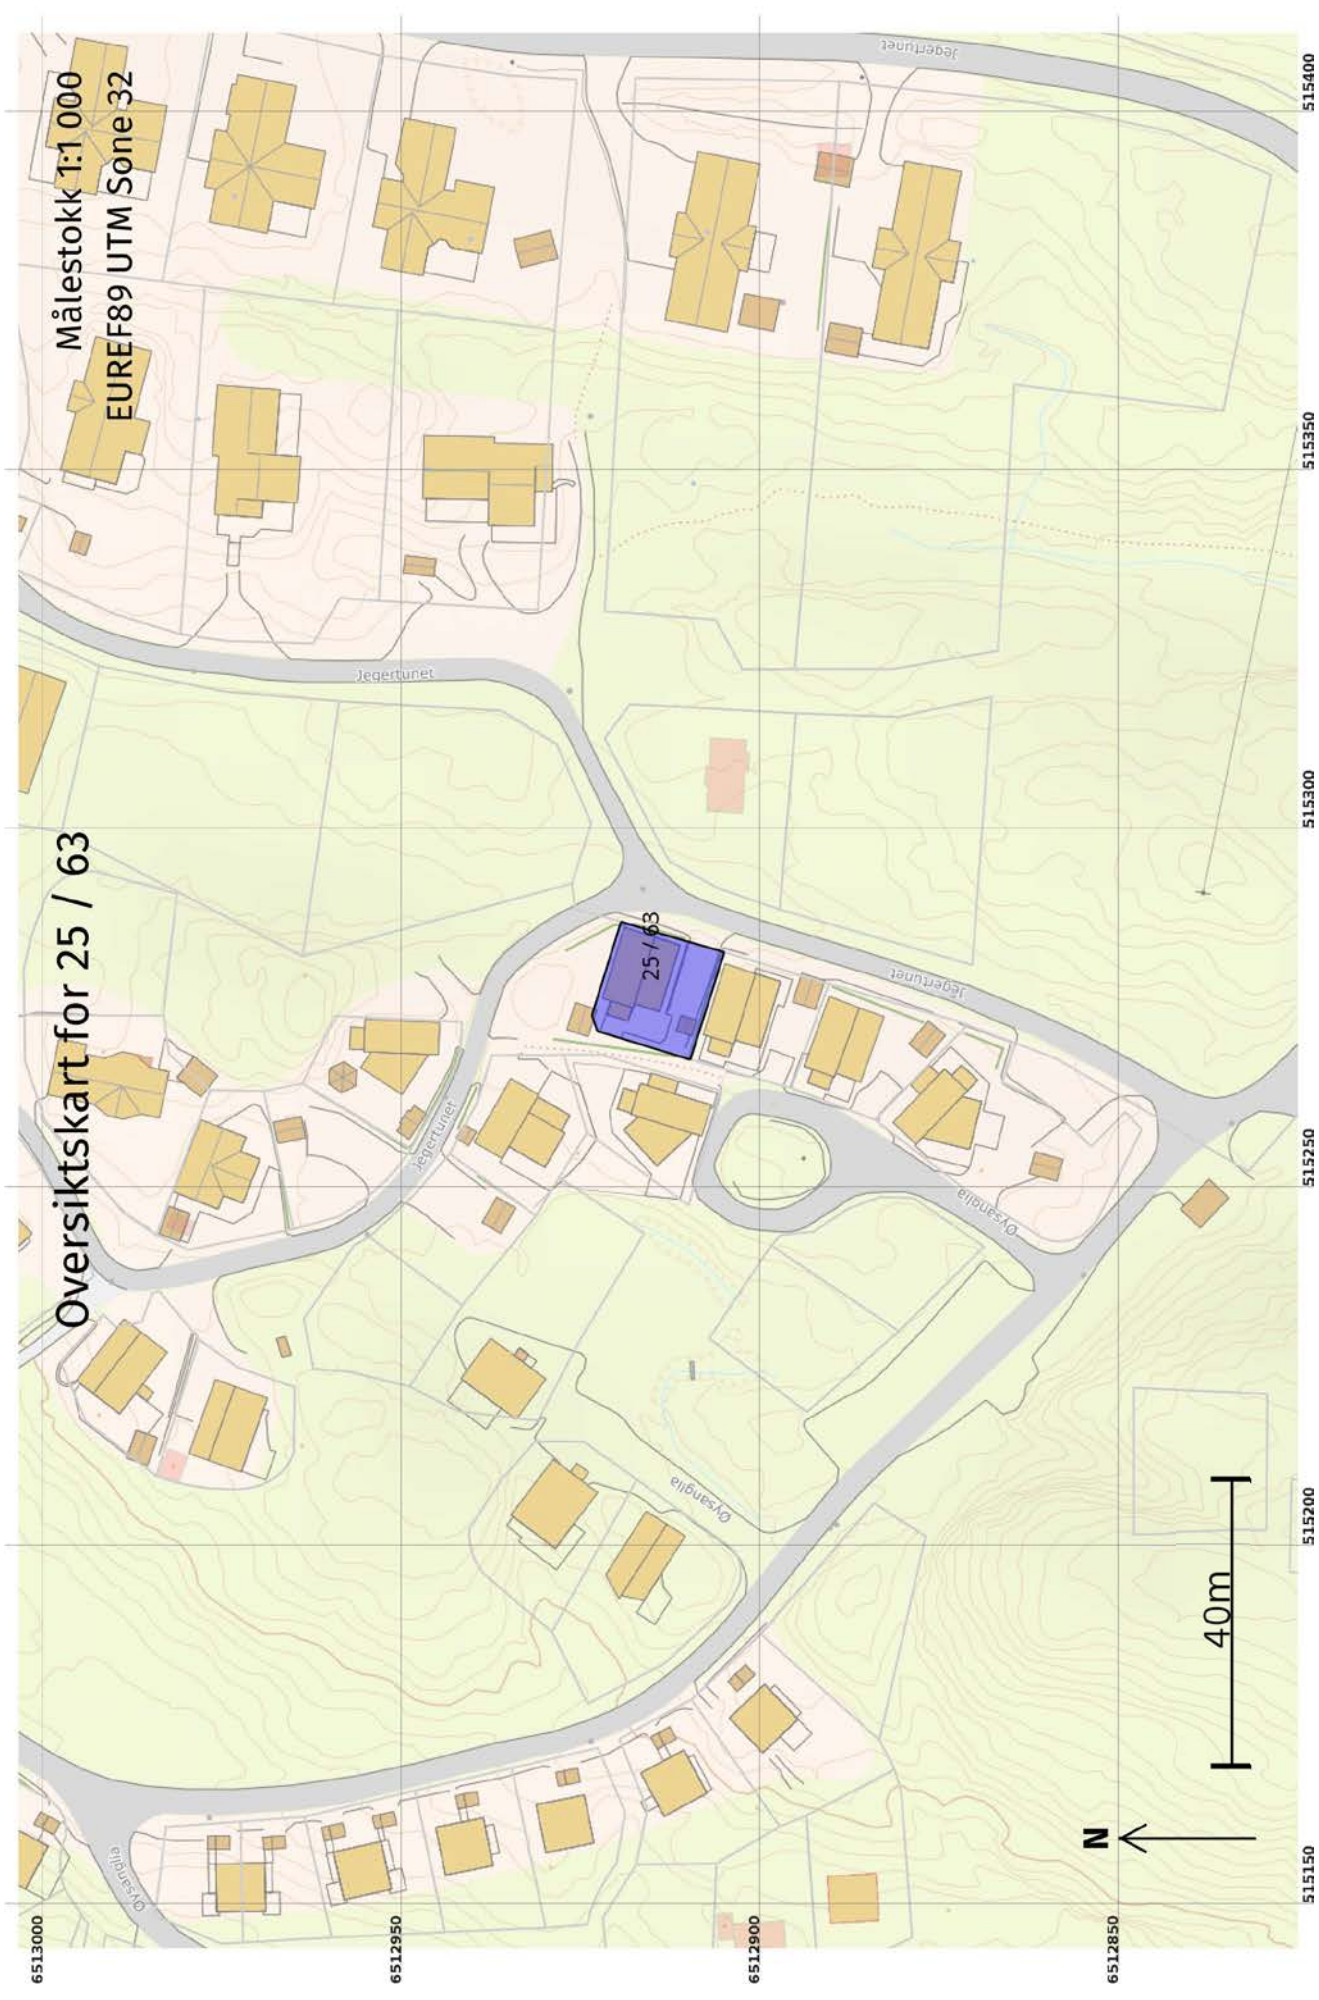 Oversiktskart for 25 / 63
Målestokk 1:1 000
EUREF89 UTM Sone 32
6513000
6512950
6512900
6512850
515150
515200
515250
515300
515350
515400
Jegertunet
Jegertunet
Jegertunet
Jegertunet
25 / 63
Øysanglia
Øysanglia
Øysanglia
N
40m